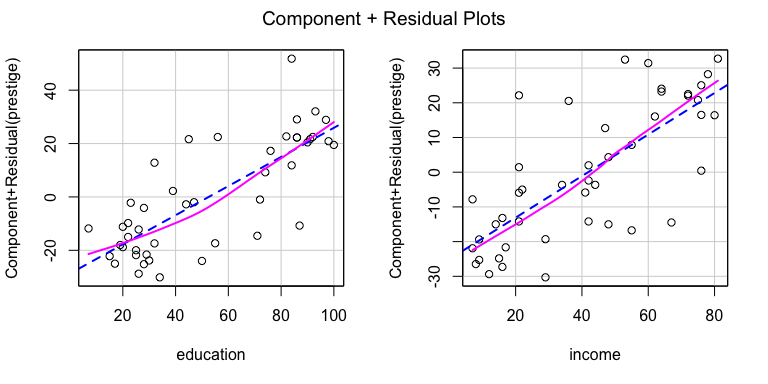 Component + Residual Plots
Component+Residual(prestige)
40
20
0
20
20 40 60 80 100
education
Component+Residual(prestige)
30
20
10
0
-10
-30
20 40 60 80
income